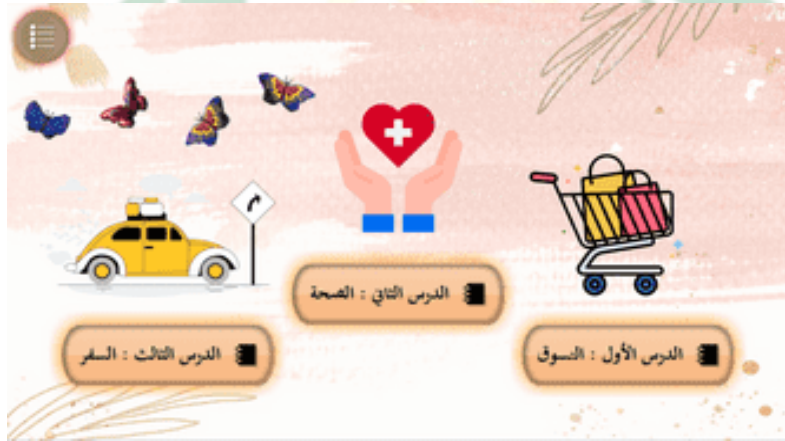 الدرس الأول : التسوق
الدرس الثاني : الصحة
الدرس الثالث : السفر